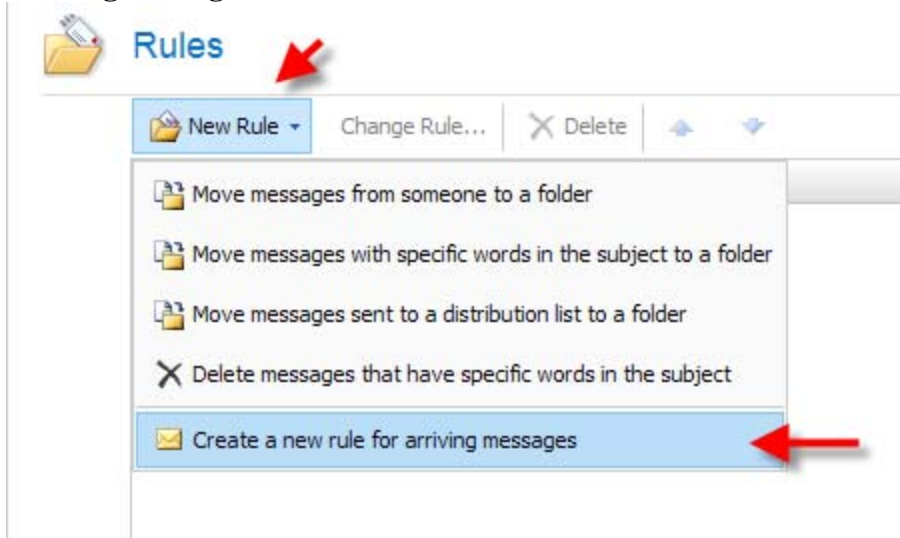 Rules
New Rule Change Rule... Delete
Move messages from someone to a folder
Move messages with specific words in the subject to a folder
Move messages sent to a distribution list to a folder
Delete messages that have specific words in the subject
Create a new rule for arriving messages